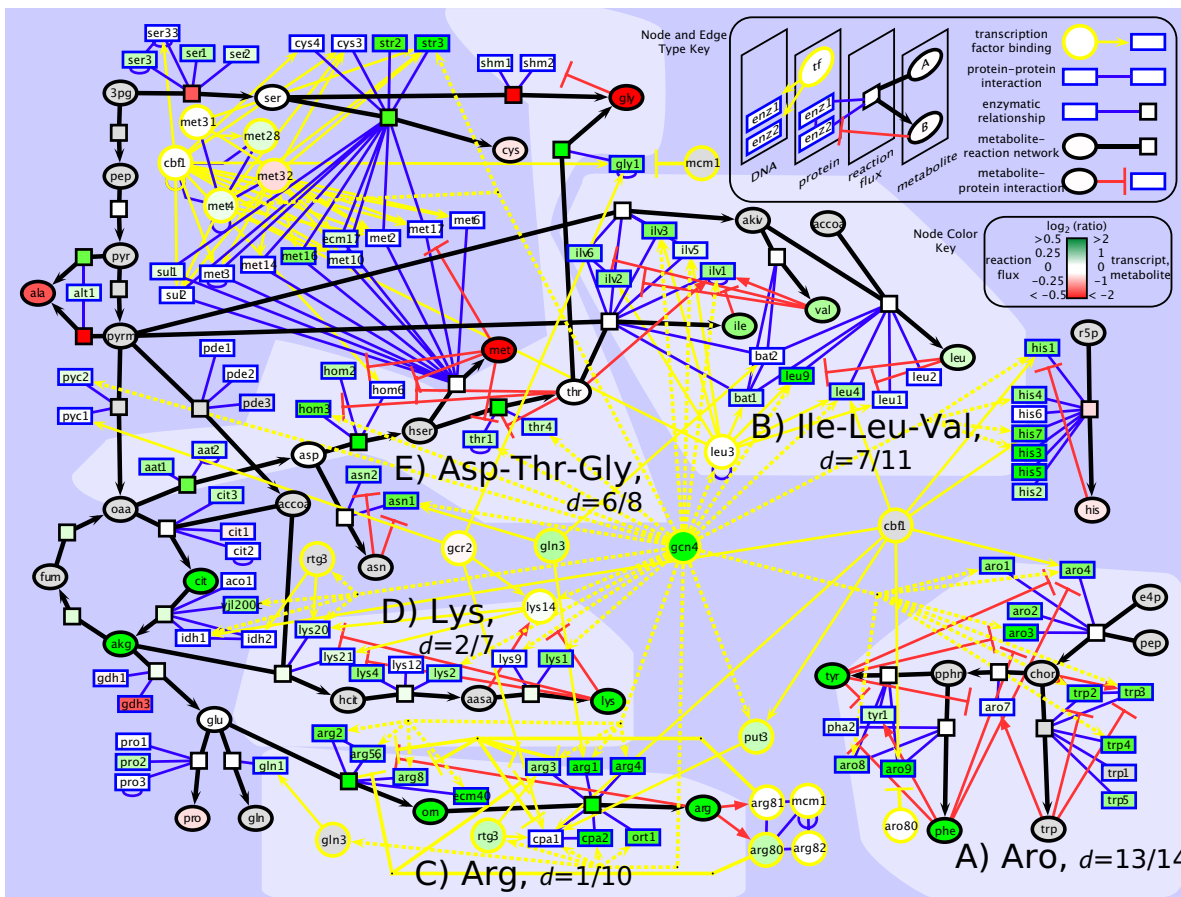 Node and Edge
Type Key
tf
enz1
enz2
enz1
enz2
A
B
DNA
protein
reaction
flux
metabolite
transcription
factor binding
protein-protein
interaction
enzymatic
relationship
metabolite-
reaction network
metabolite-
protein interaction
Node Color
Key
log2 (ratio)
reaction
flux
>0.5
0.25
0
-0.25
< -0.5
>2
1
0
-1
< -2
transcript,
metabolite
ser33
ser3
ser1
ser2
cys4
cys3
str2
str3
shm1
shm2
3pg
ser
gly
met31
met28
cbf1
met32
met4
cys
gly1
mcm1
pep
pyr
ala
alt1
pyrm
sul1
su2
met3
met14
met16
ecm17
met10
met2
met17
met6
akiv
accoa
ilv6
ilv3
ilv5
ilv2
ilv1
ile
val
leu
bat2
bat1
leu9
leu4
leu1
leu2
r5p
his1
his4
his6
his7
his3
his5
his2
his
pde1
pde2
pde3
pyc2
pyc1
hom2
hom3
hom6
met
thr
hser
thr1
thr4
asp
aat1
aat2
asn2
asn1
asn
leu3
B) Ile-Leu-Val,
d=7/11
E) Asp-Thr-Gly,
d=6/8
oaa
accoa
cit3
cit1
cit2
aco1
yjl200c
idh1
idh2
cit
fum
akg
rtg3
gcr2
gln3
gcn4
cbf1
lys14
D) Lys,
d=2/7
lys20
lys21
lys4
lys12
lys2
lys9
lys1
hcit
aasa
lys
gdh1
gdh3
glu
pro1
pro2
pro3
gln1
pro
gln
gln3
arg2
arg56
arg8
ecm40
orn
arg3
arg1
arg4
cpa1
cpa2
ort1
rtg3
arg
put3
arg81
mcm1
arg80
arg82
C) Arg, d=1/10
aro1
aro4
aro2
aro3
e4p
pep
tyr
pphn
chor
trp2
trp3
aro7
tyr1
pha2
aro8
aro9
trp4
trp1
trp5
aro80
phe
trp
A) Aro, d=13/14